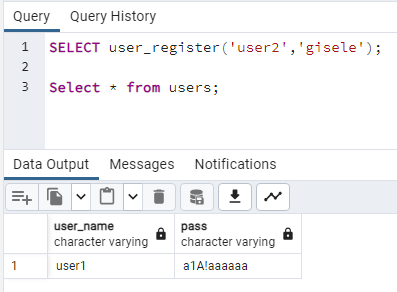 Query Query History
1 SELECT user_register('user2','gisele');
2
3 Select * from users;
Data Output Messages Notifications
user_name pass
character varying character varying
1 user1 a1A!aaaaaa